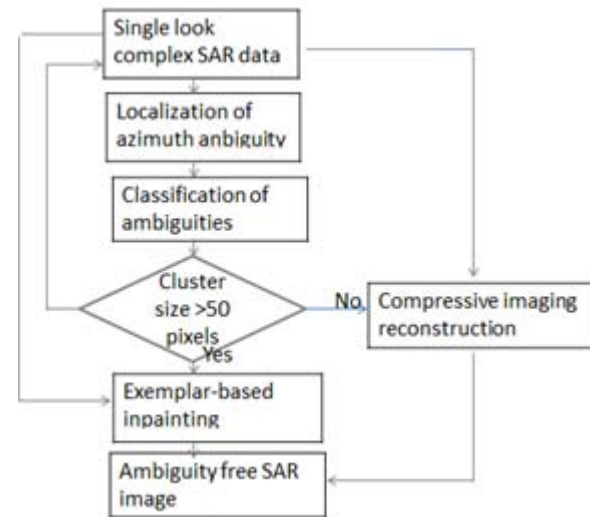 Single look
complex SAR data
Localization of
azimuth anbiguity
Classification of
ambiguities
Cluster
size >50
pixels
No
Yes
Compressive imaging
reconstruction
Exemplar-based
inpainting
Ambiguity free SAR
image